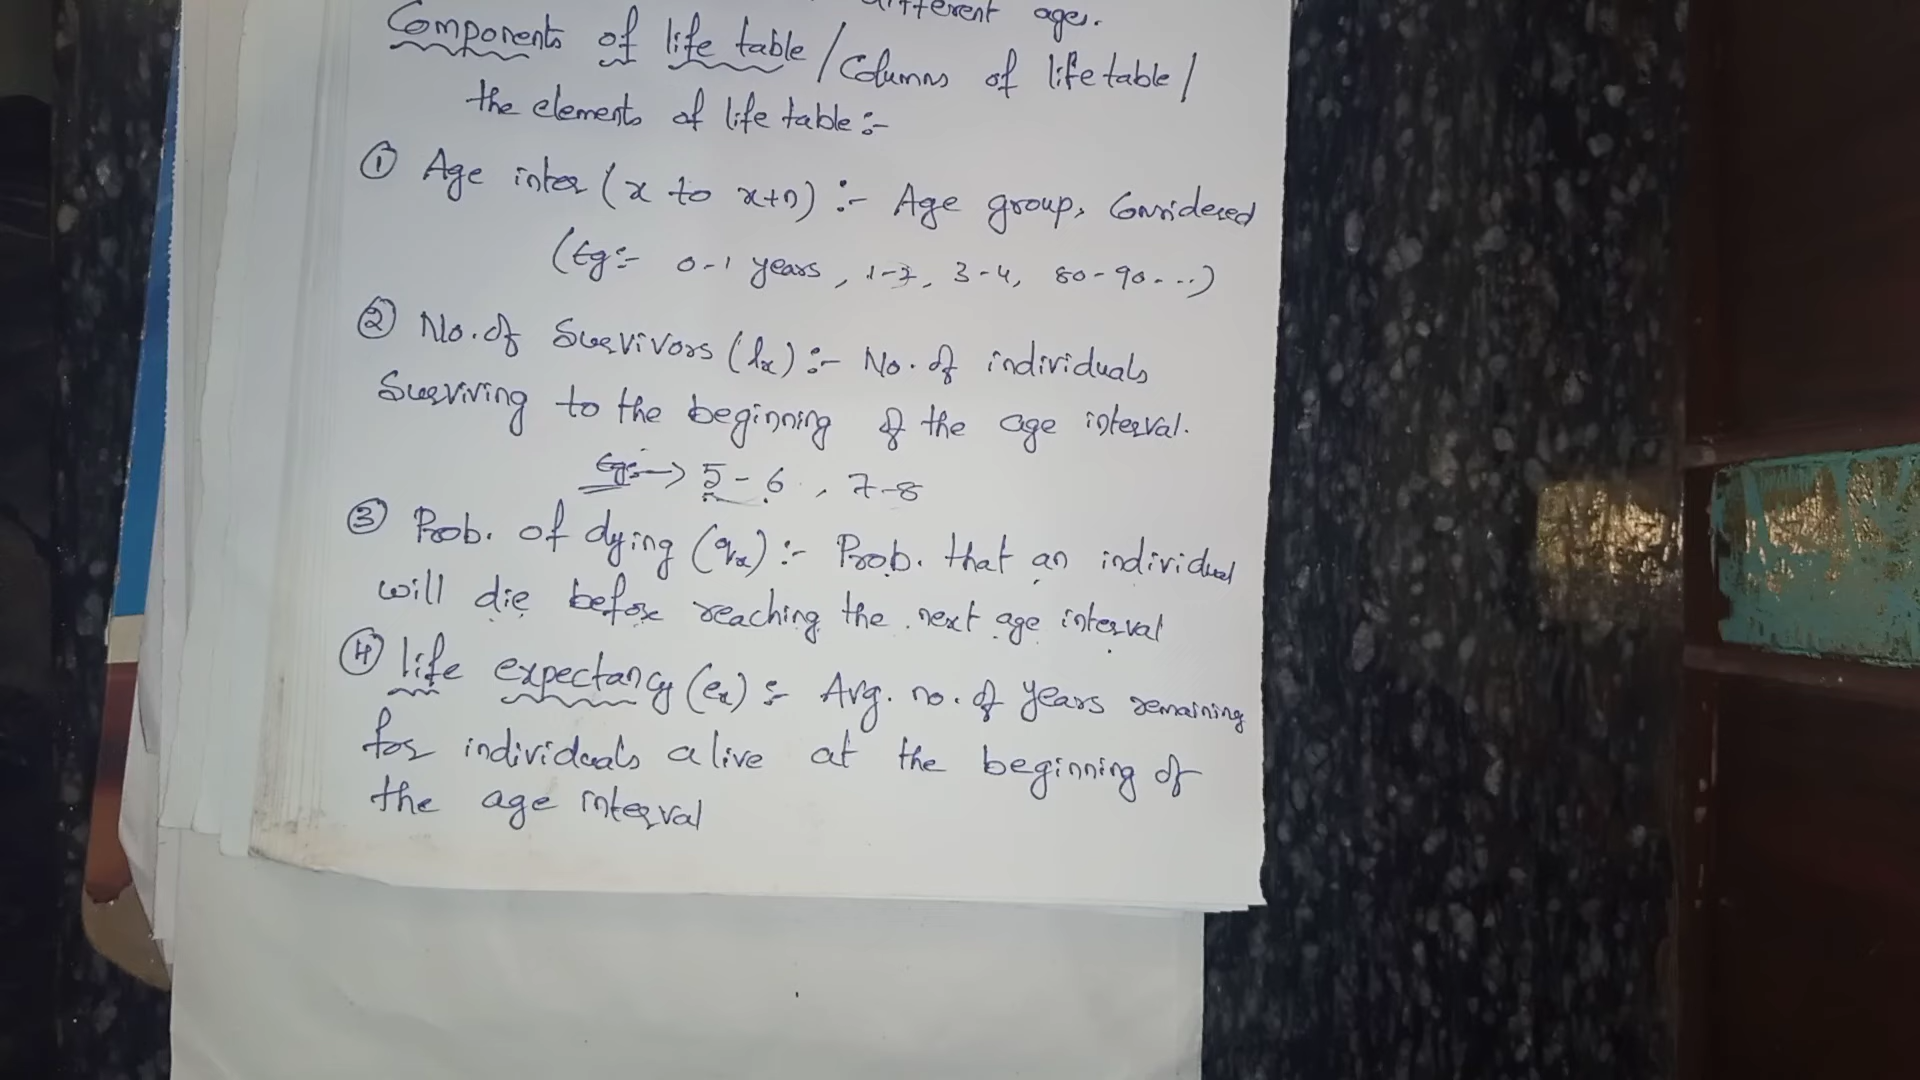 different ages.
Components of life table / Columns of life table /
the elements of life table :-
① Age inter (x to x+n) :- Age group, Considered
(Eg:- 0-1 years, 1-2, 3-4, 80-90...)
② No. of Survivors (lx) :- No. of individuals
Surviving to the beginning of the age interval.
Eg:-> 5-6, 7-8
③ Prob. of dying (qx) :- Prob. that an individual
will die before reaching the next age interval
④ life expectancy (ex) :- Avg. no. of years remaining
for individuals alive at the beginning of
the age interval